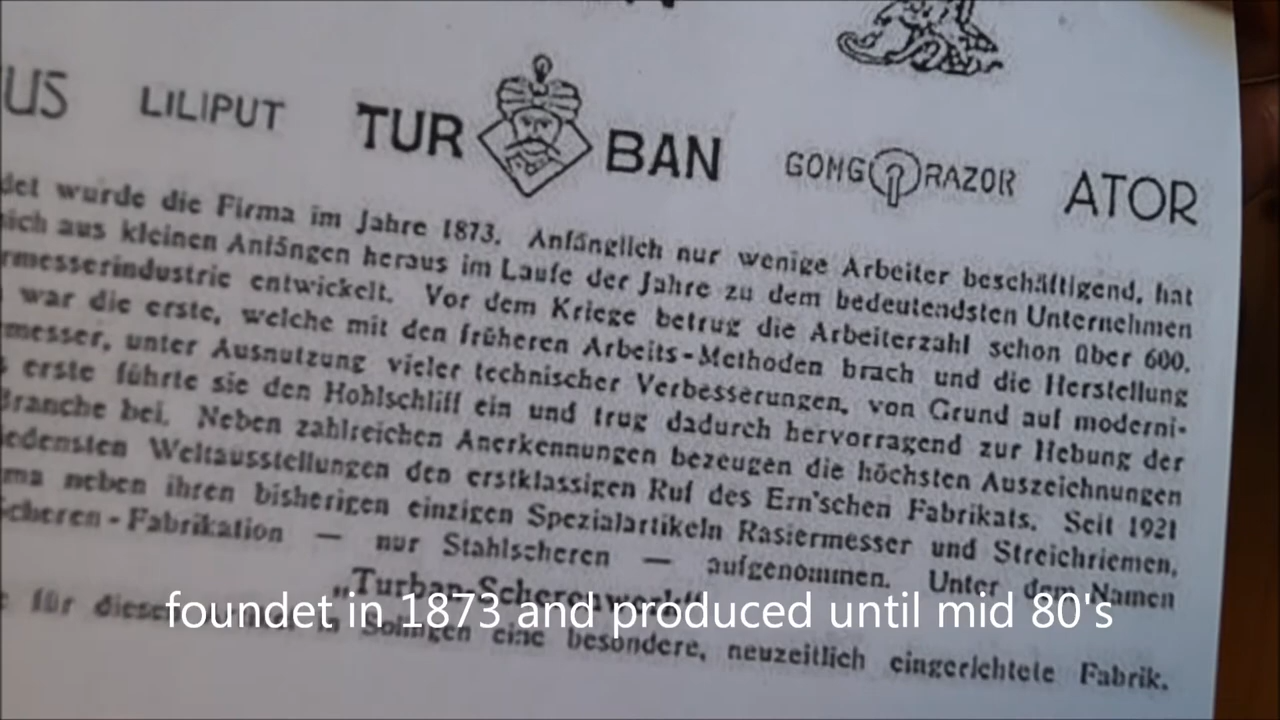 US LILIPUT TUR BAN GOMG RAZOR ATOR
det wurde die Firma im Jahre 1873. Anfänglich nur wenige Arbeiter beschäftigend, hat
sich aus kleinen Anfängen heraus im Laufe der Jahre zu dem bedeutendsten Unternehmen
rmesserindustrie entwickelt. Vor dem Kriege betrug die Arbeiterzahl schon über 600.
war die erste, welche mit den früheren Arbeits-Methoden brach und die Herstellung
messer, unter Ausnutzung vieler technischer Verbesserungen, von Grund auf moderni-
erste führte sie den Hohlschliff ein und trug dadurch hervorragend zur Hebung der
Branche bei. Neben zahlreichen Anerkennungen bezeugen die höchsten Auszeichnungen
iedensten Weltausstellungen den erstklassigen Ruf des Ern'schen Fabrikats. Seit 1921
rma neben ihren bisherigen einzigen Spezialartikeln Rasiermesser und Streichriemen,
Scheren-Fabrikation — nur Stahlscheren — aufgenommen. Unter dem Namen
„Turban-Scherenwerk“
für diese in Solingen eine besondere, neuzeitlich eingerichtete Fabrik.
foundet in 1873 and produced until mid 80's